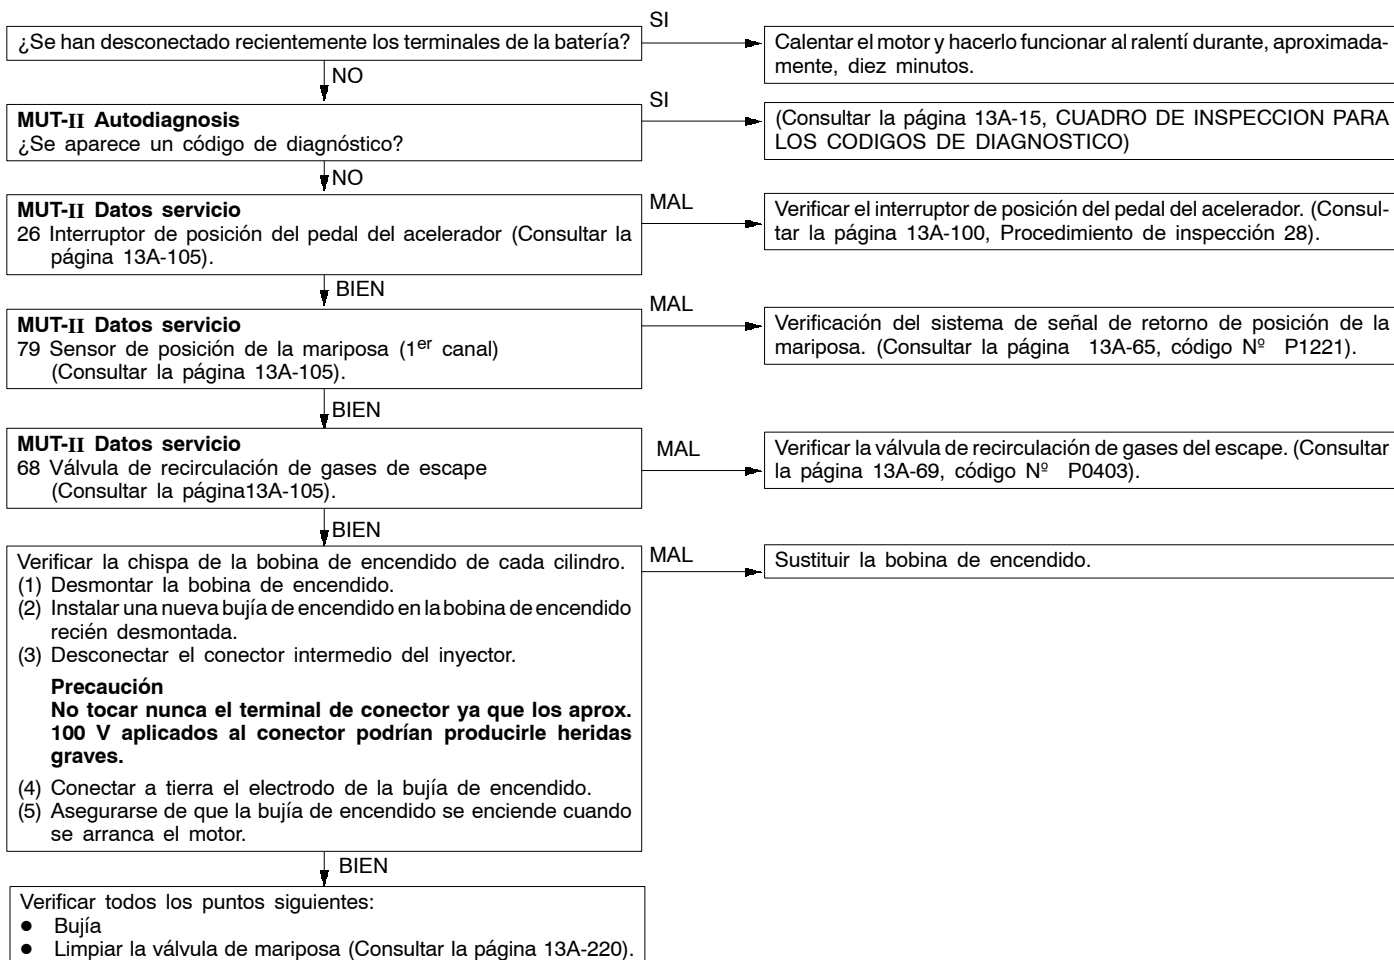 ¿Se han desconectado recientemente los terminales de la batería?
SI
Calentar el motor y hacerlo funcionar al ralentí durante, aproximada-
mente, diez minutos.
NO
MUT-II Autodiagnosis
¿Se aparece un código de diagnóstico?
SI
(Consultar la página 13A-15, CUADRO DE INSPECCION PARA
LOS CODIGOS DE DIAGNOSTICO)
NO
MUT-II Datos servicio
26 Interruptor de posición del pedal del acelerador (Consultar la
página 13A-105).
MAL
Verificar el interruptor de posición del pedal del acelerador. (Consul-
tar la página 13A-100, Procedimiento de inspección 28).
BIEN
MUT-II Datos servicio
79 Sensor de posición de la mariposa (1er canal)
(Consultar la página 13A-105).
MAL
Verificación del sistema de señal de retorno de posición de la
mariposa. (Consultar la página 13A-65, código Nº P1221).
BIEN
MUT-II Datos servicio
68 Válvula de recirculación de gases de escape
(Consultar la página13A-105).
MAL
Verificar la válvula de recirculación de gases del escape. (Consultar
la página 13A-69, código Nº P0403).
BIEN
Verificar la chispa de la bobina de encendido de cada cilindro.
(1) Desmontar la bobina de encendido.
(2) Instalar una nueva bujía de encendido en la bobina de encendido
recién desmontada.
(3) Desconectar el conector intermedio del inyector.
Precaución
No tocar nunca el terminal de conector ya que los aprox.
100 V aplicados al conector podrían producirle heridas
graves.
(4) Conectar a tierra el electrodo de la bujía de encendido.
(5) Asegurarse de que la bujía de encendido se enciende cuando
se arranca el motor.
MAL
Sustituir la bobina de encendido.
BIEN
Verificar todos los puntos siguientes:
● Bujía
● Limpiar la válvula de mariposa (Consultar la página 13A-220).